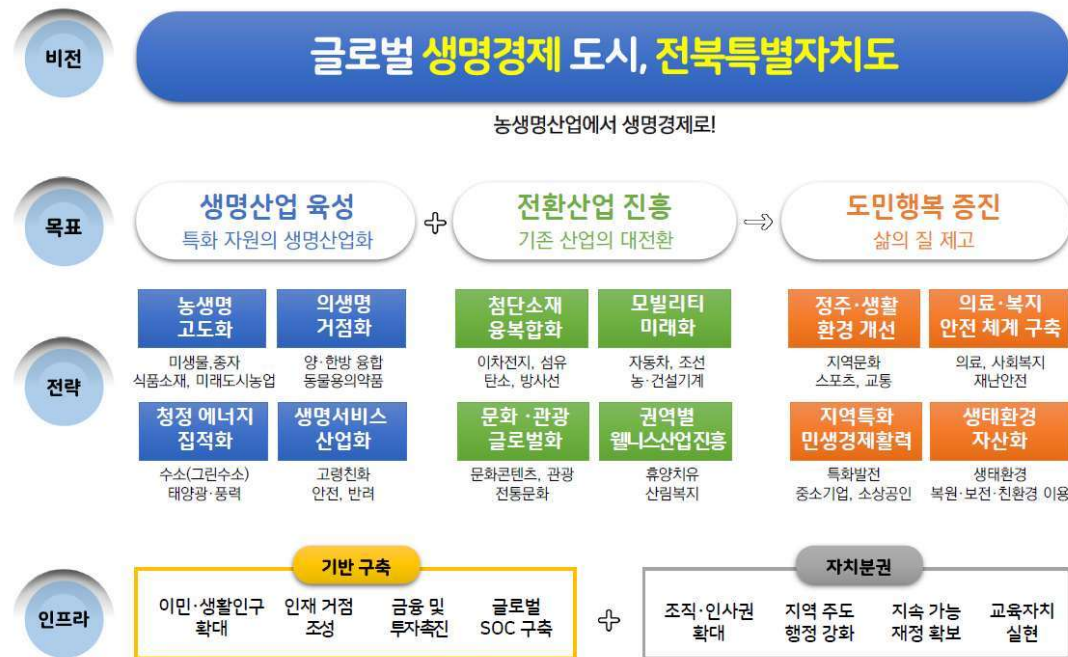 비전
글로벌 생명경제 도시, 전북특별자치도
농생명산업에서 생명경제로!
목표
생명산업 육성
특화 자원의 생명산업화
+
전환산업 진흥
기존 산업의 대전환
도민행복 증진
삶의 질 제고
전략
농생명
고도화
미생물,종자
식품소재, 미래도시농업
의생명
거점화
양·한방 융합
동물용의약품
첨단소재
융복합화
이차전지, 섬유
탄소, 방사선
모빌리티
미래화
자동차, 조선
농·건설기계
정주·생활
환경 개선
지역문화
스포츠, 교통
의료·복지
안전 체계 구축
의료, 사회복지
재난안전
청정 에너지
집적화
수소(그린수소)
태양광·풍력
생명서비스
산업화
고령친화
안전, 반려
문화 ·관광
글로벌화
문화콘텐츠, 관광
전통문화
권역별
웰니스산업진흥
휴양치유
산림복지
지역특화
민생경제활력
특화발전
중소기업, 소상공인
생태환경
자산화
생태환경
복원·보전·친환경 이용
인프라
기반 구축
이민·생활인구
확대
인재 거점
조성
금융 및
투자촉진
글로벌
SOC 구축
+
자치분권
조직·인사권
확대
지역 주도
행정 강화
지속 가능
재정 확보
교육자치
실현